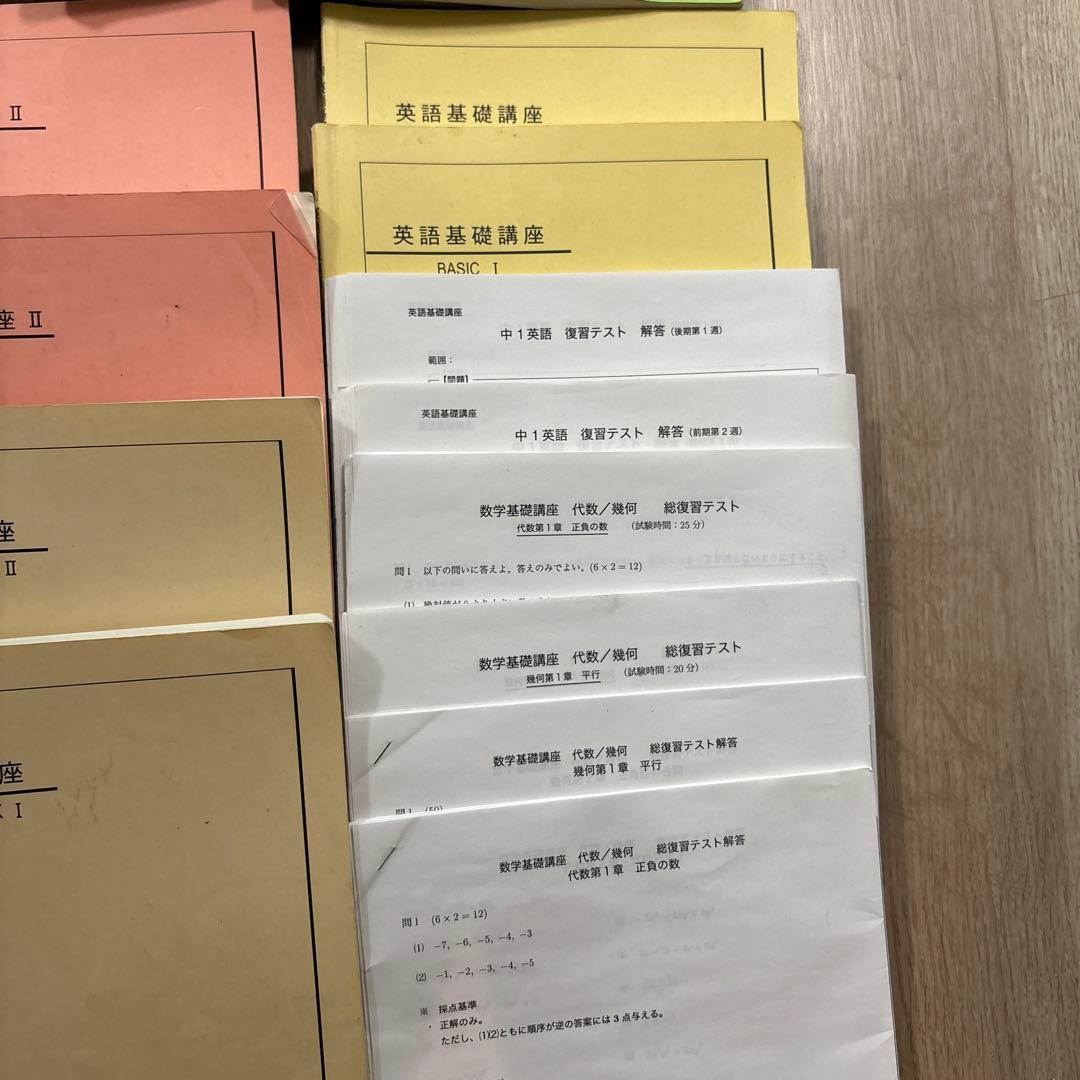 II
座 II
座
II
座
I
英語基礎講座
英語基礎講座
BASIC I
英語基礎講座
中1英語 復習テスト 解答(後期第1週)
範囲:
【問題】
英語基礎講座
中1英語 復習テスト 解答(前期第2週)
数学基礎講座 代数/幾何 総復習テスト
代数第1章 正負の数 (試験時間:25分)
問1 以下の問いに答えよ。答えのみでよい。(6×2=12)
(1)
数学基礎講座 代数/幾何 総復習テスト
幾何第1章 平行 (試験時間:20分)
数学基礎講座 代数/幾何 総復習テスト解答
幾何第1章 平行
問1 (50)
数学基礎講座 代数/幾何 総復習テスト解答
代数第1章 正負の数
問1 (6×2=12)
(1) −7, −6, −5, −4, −3
(2) −1, −2, −3, −4, −5
※ 採点基準
・正解のみ。
ただし、(1)(2)ともに順序が逆の答案には3点与える。